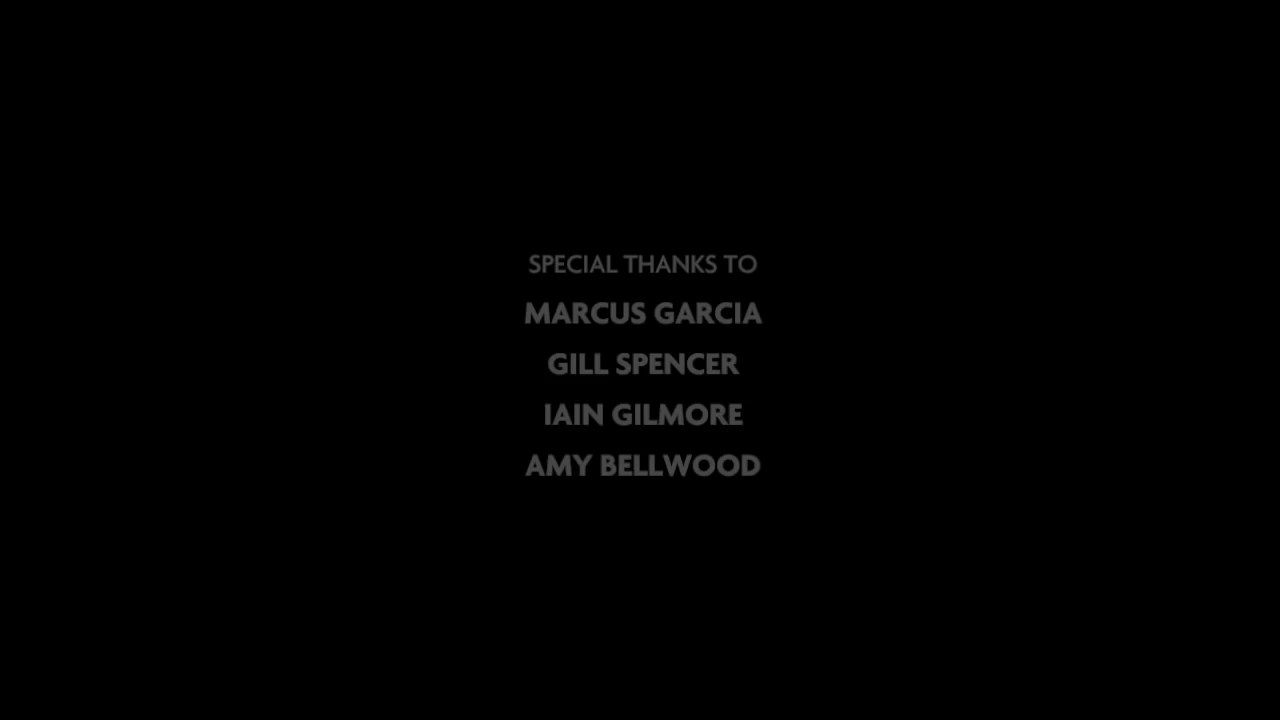 SPECIAL THANKS TO
MARCUS GARCIA
GILL SPENCER
IAIN GILMORE
AMY BELLWOOD